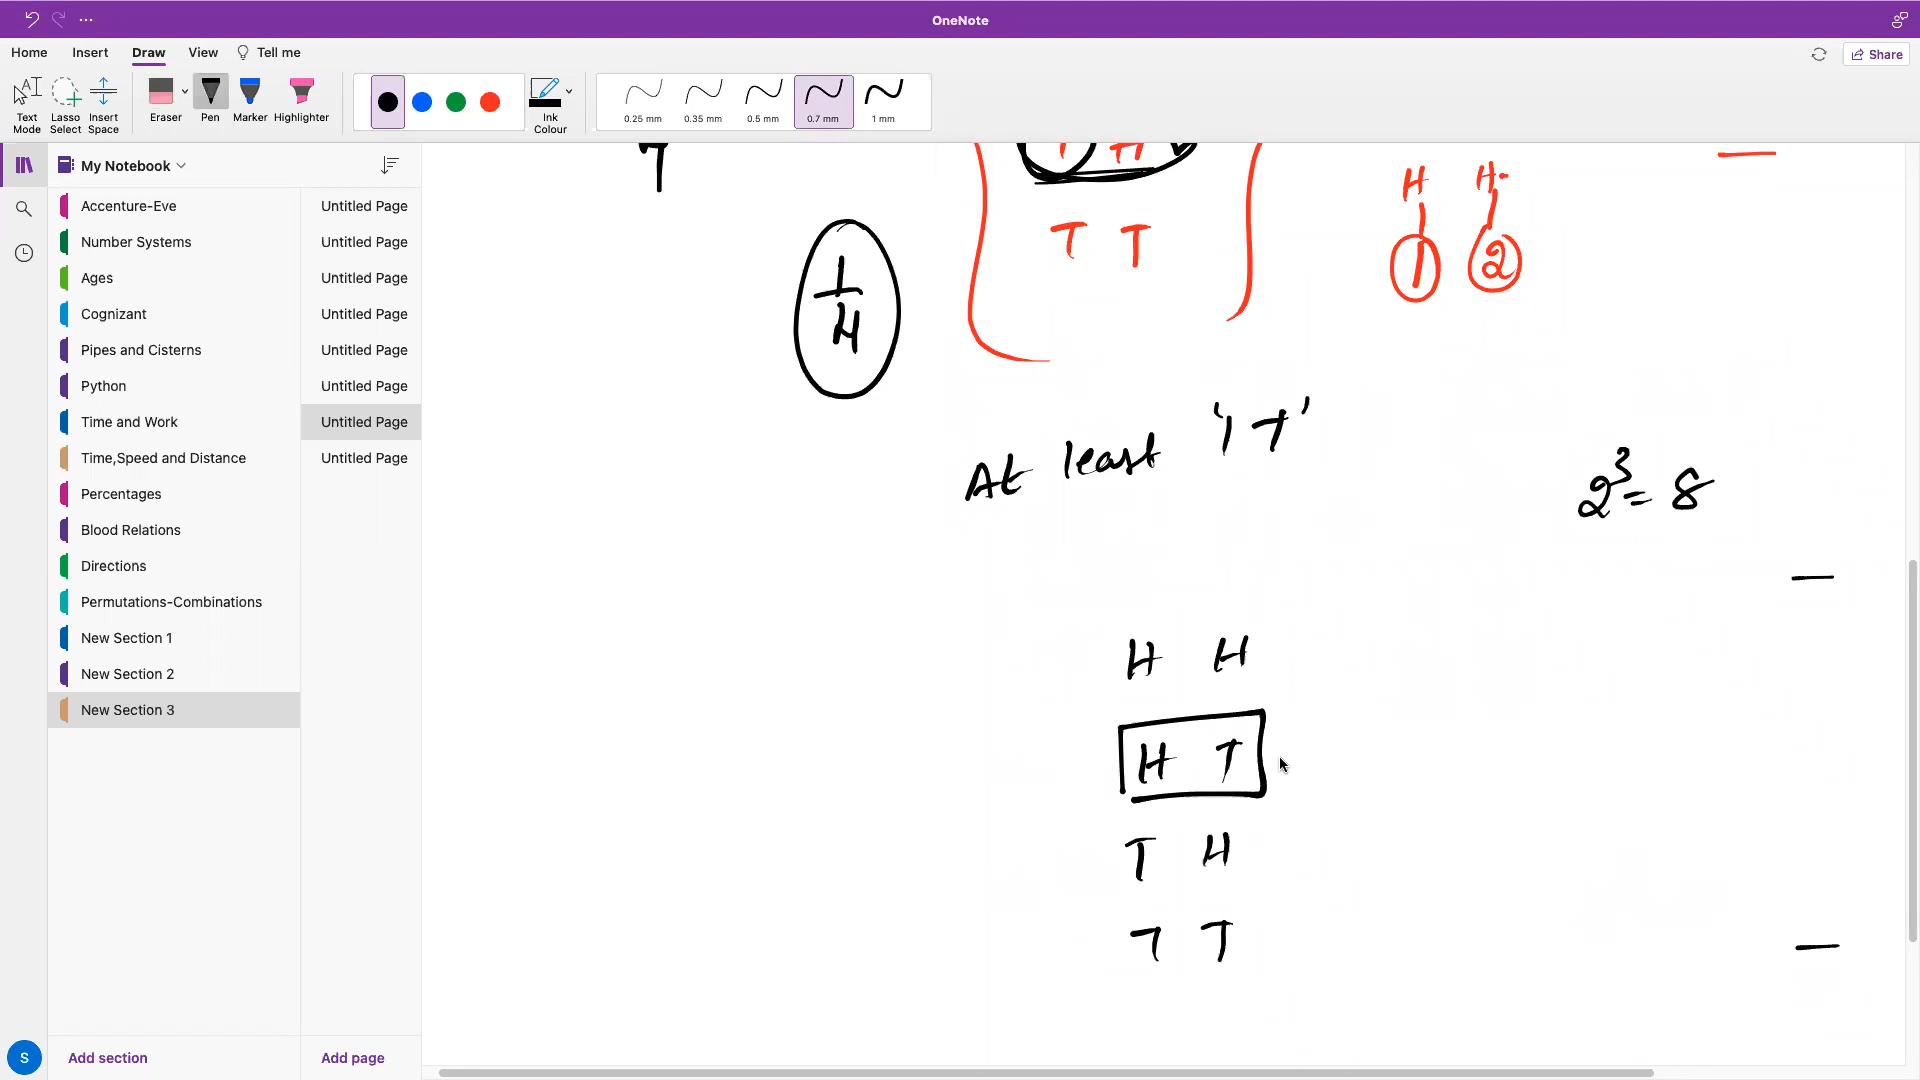 OneNote
Home Insert Draw View Tell me
Share
Text Mode
Lasso Select
Insert Space
Eraser
Pen
Marker
Highlighter
Ink Colour
0.25 mm
0.35 mm
0.5 mm
0.7 mm
1 mm
My Notebook
Accenture-Eve
Number Systems
Ages
Cognizant
Pipes and Cisterns
Python
Time and Work
Time,Speed and Distance
Percentages
Blood Relations
Directions
Permutations-Combinations
New Section 1
New Section 2
New Section 3
Add section
S
Untitled Page
Untitled Page
Untitled Page
Untitled Page
Untitled Page
Untitled Page
Untitled Page
Untitled Page
Add page
T H
T T
H H
1 2
1/4
At least '1 T'
2³ = 8
H H
H T
T H
T T